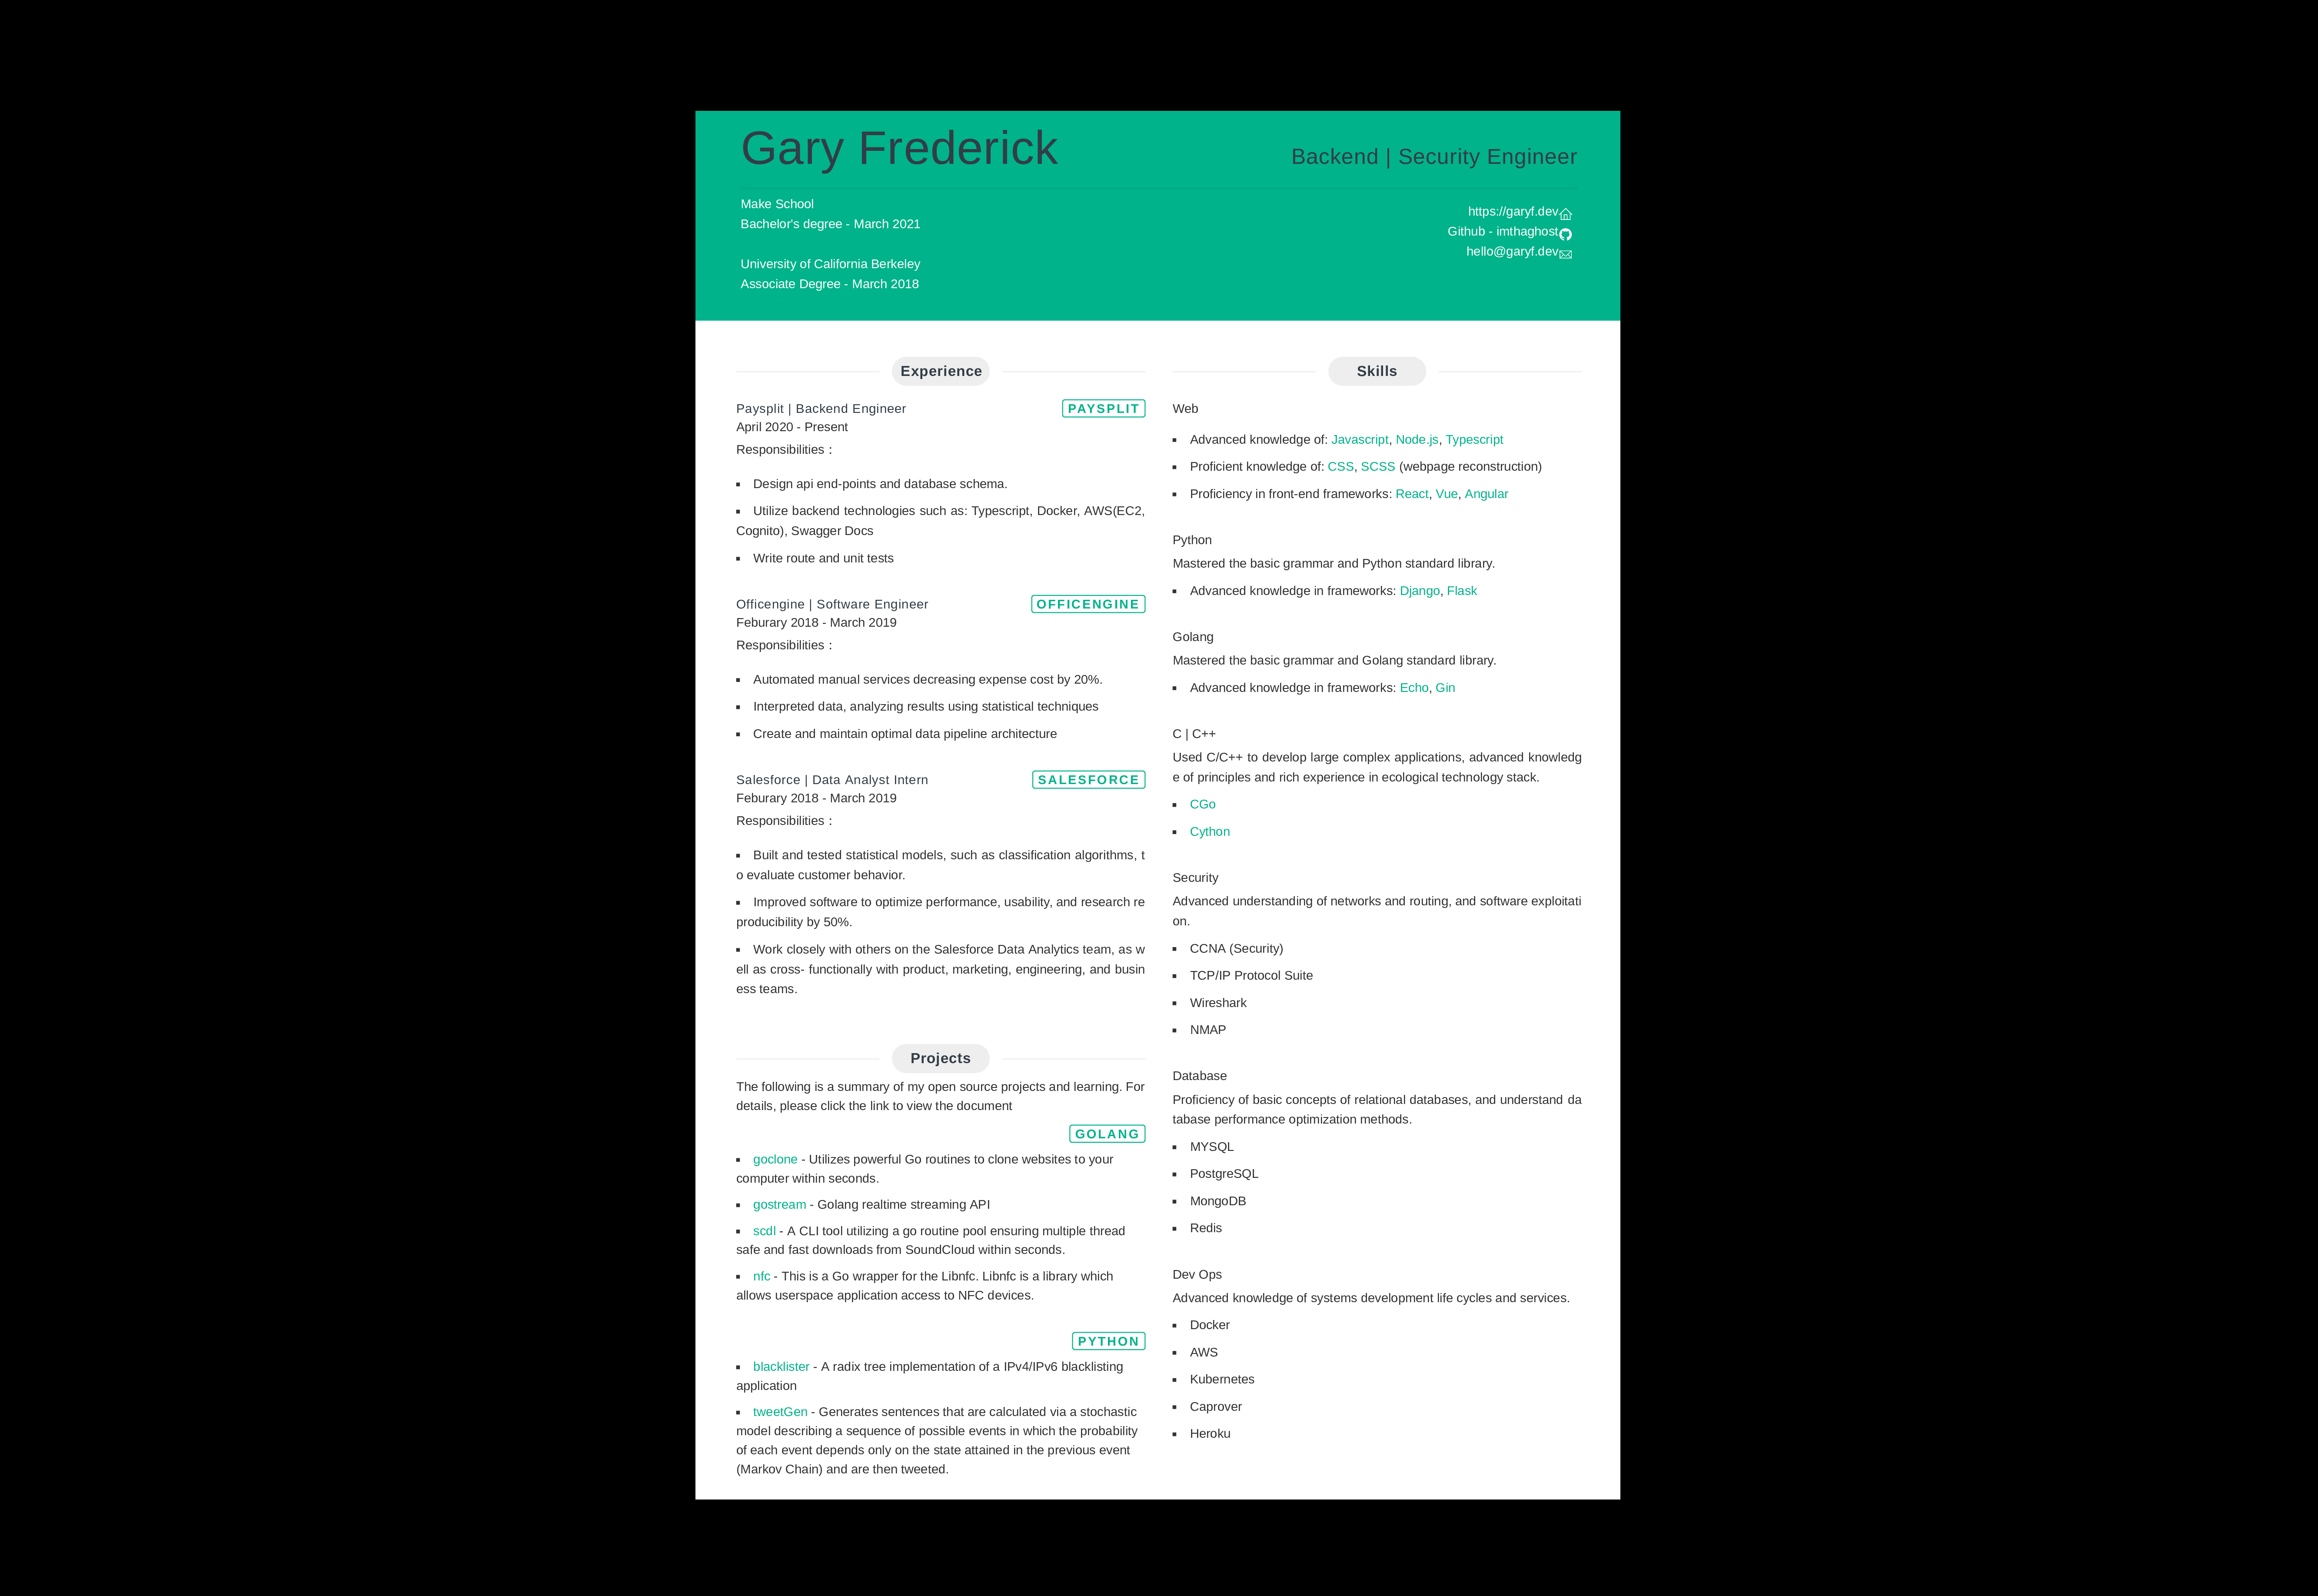 Gary Frederick
Backend | Security Engineer
Make School
Bachelor's degree - March 2021
University of California Berkeley
Associate Degree - March 2018
https://garyf.dev
Github - imthaghost
hello@garyf.dev
Experience
Paysplit | Backend Engineer
PAYSPLIT
April 2020 - Present
Responsibilities :
Design api end-points and database schema.
Utilize backend technologies such as: Typescript, Docker, AWS(EC2,
Cognito), Swagger Docs
Write route and unit tests
Officengine | Software Engineer
OFFICENGINE
Feburary 2018 - March 2019
Responsibilities :
Automated manual services decreasing expense cost by 20%.
Interpreted data, analyzing results using statistical techniques
Create and maintain optimal data pipeline architecture
Salesforce | Data Analyst Intern
SALESFORCE
Feburary 2018 - March 2019
Responsibilities :
Built and tested statistical models, such as classification algorithms, t
o evaluate customer behavior.
Improved software to optimize performance, usability, and research re
producibility by 50%.
Work closely with others on the Salesforce Data Analytics team, as w
ell as cross- functionally with product, marketing, engineering, and busin
ess teams.
Projects
The following is a summary of my open source projects and learning. For
details, please click the link to view the document
GOLANG
goclone - Utilizes powerful Go routines to clone websites to your
computer within seconds.
gostream - Golang realtime streaming API
scdl - A CLI tool utilizing a go routine pool ensuring multiple thread
safe and fast downloads from SoundCloud within seconds.
nfc - This is a Go wrapper for the Libnfc. Libnfc is a library which
allows userspace application access to NFC devices.
PYTHON
blacklister - A radix tree implementation of a IPv4/IPv6 blacklisting
application
tweetGen - Generates sentences that are calculated via a stochastic
model describing a sequence of possible events in which the probability
of each event depends only on the state attained in the previous event
(Markov Chain) and are then tweeted.
Skills
Web
Advanced knowledge of: Javascript, Node.js, Typescript
Proficient knowledge of: CSS, SCSS (webpage reconstruction)
Proficiency in front-end frameworks: React, Vue, Angular
Python
Mastered the basic grammar and Python standard library.
Advanced knowledge in frameworks: Django, Flask
Golang
Mastered the basic grammar and Golang standard library.
Advanced knowledge in frameworks: Echo, Gin
C | C++
Used C/C++ to develop large complex applications, advanced knowledg
e of principles and rich experience in ecological technology stack.
CGo
Cython
Security
Advanced understanding of networks and routing, and software exploitati
on.
CCNA (Security)
TCP/IP Protocol Suite
Wireshark
NMAP
Database
Proficiency of basic concepts of relational databases, and understand da
tabase performance optimization methods.
MYSQL
PostgreSQL
MongoDB
Redis
Dev Ops
Advanced knowledge of systems development life cycles and services.
Docker
AWS
Kubernetes
Caprover
Heroku